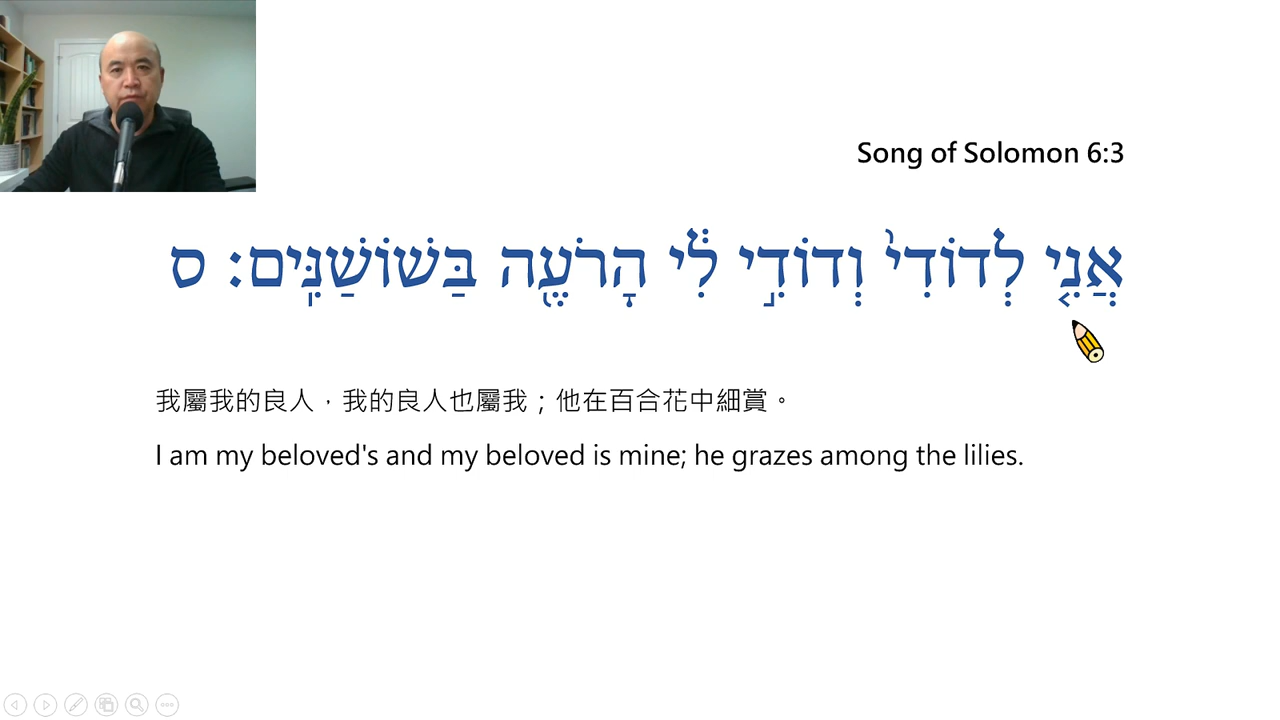 Song of Solomon 6:3
אֲנִ֤י לְדוֹדִי֙ וְדוֹדִ֣י לִ֔י הָרֹעֶ֖ה בַּשׁוֹשַׁנִּֽים׃ ס
我屬我的良人，我的良人也屬我；他在百合花中細賞。
I am my beloved's and my beloved is mine; he grazes among the lilies.